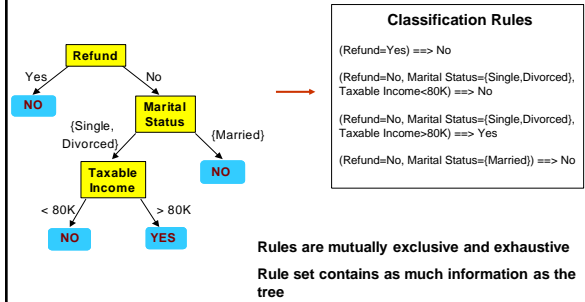 Refund
Yes
No
NO
Marital
Status
{Single,
Divorced}
{Married}
Taxable
Income
NO
< 80K
> 80K
NO
YES
Classification Rules
(Refund=Yes) ==> No
(Refund=No, Marital Status={Single,Divorced},
Taxable Income<80K) ==> No
(Refund=No, Marital Status={Single,Divorced},
Taxable Income>80K) ==> Yes
(Refund=No, Marital Status={Married}) ==> No
Rules are mutually exclusive and exhaustive
Rule set contains as much information as the
tree